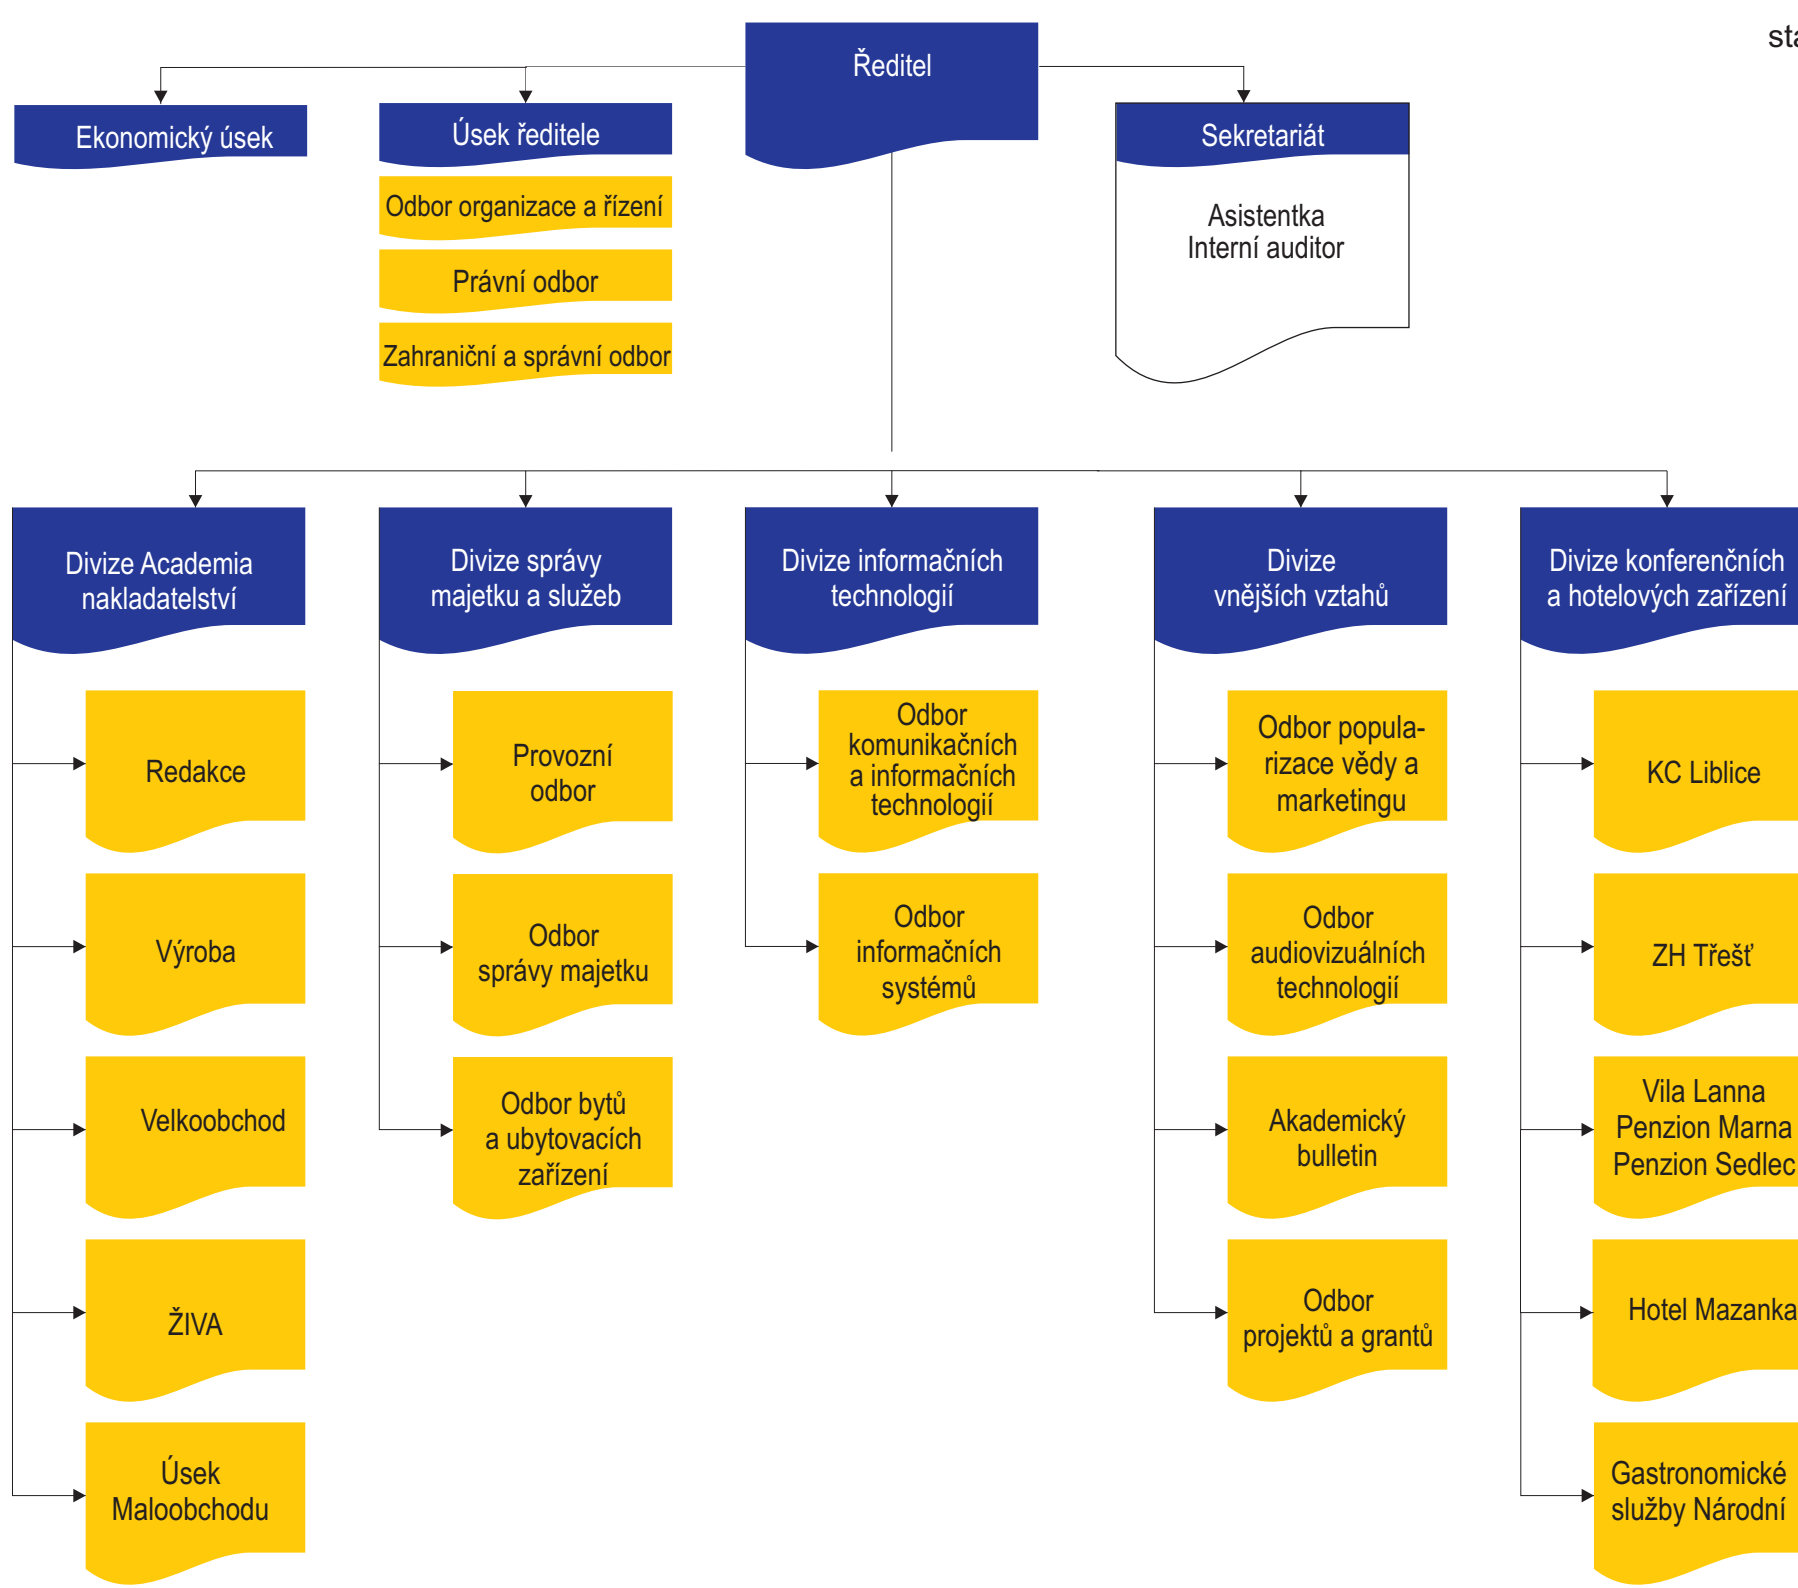 sta
Ředitel
Ekonomický úsek
Úsek ředitele
Sekretariát
Odbor organizace a řízení
Právní odbor
Zahraniční a správní odbor
Asistentka
Interní auditor
Divize Academia
nakladatelství
Divize správy
majetku a služeb
Divize informačních
technologií
Divize
vnějších vztahů
Divize konferenčních
a hotelových zařízení
Redakce
Výroba
Velkoobchod
ŽIVA
Úsek
Maloobchodu
Provozní
odbor
Odbor
správy majetku
Odbor bytů
a ubytovacích
zařízení
Odbor
komunikačních
a informačních
technologií
Odbor
informačních
systémů
Odbor popula-
rizace vědy a
marketingu
Odbor
audiovizuálních
technologií
Akademický
bulletin
Odbor
projektů a grantů
KC Liblice
ZH Třešť
Vila Lanna
Penzion Marna
Penzion Sedlec
Hotel Mazanka
Gastronomické
služby Národní